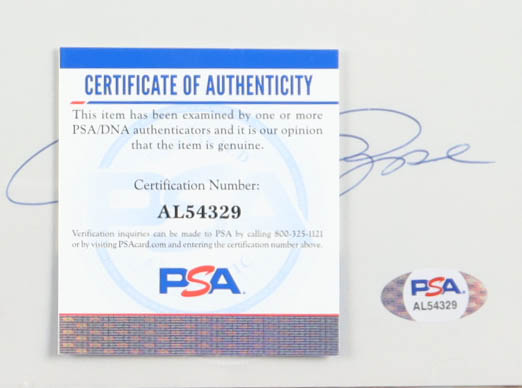 CERTIFICATE OF AUTHENTICITY
This item has been examined by one or more
PSA/DNA authenticators and it is our opinion
that the item is genuine.
Certification Number:
AL54329
Verification inquiries can be made to PSA by calling 800-325-1121
or by visiting PSAcard.com and entering the certification number above.
PSA
PSA
AL54329